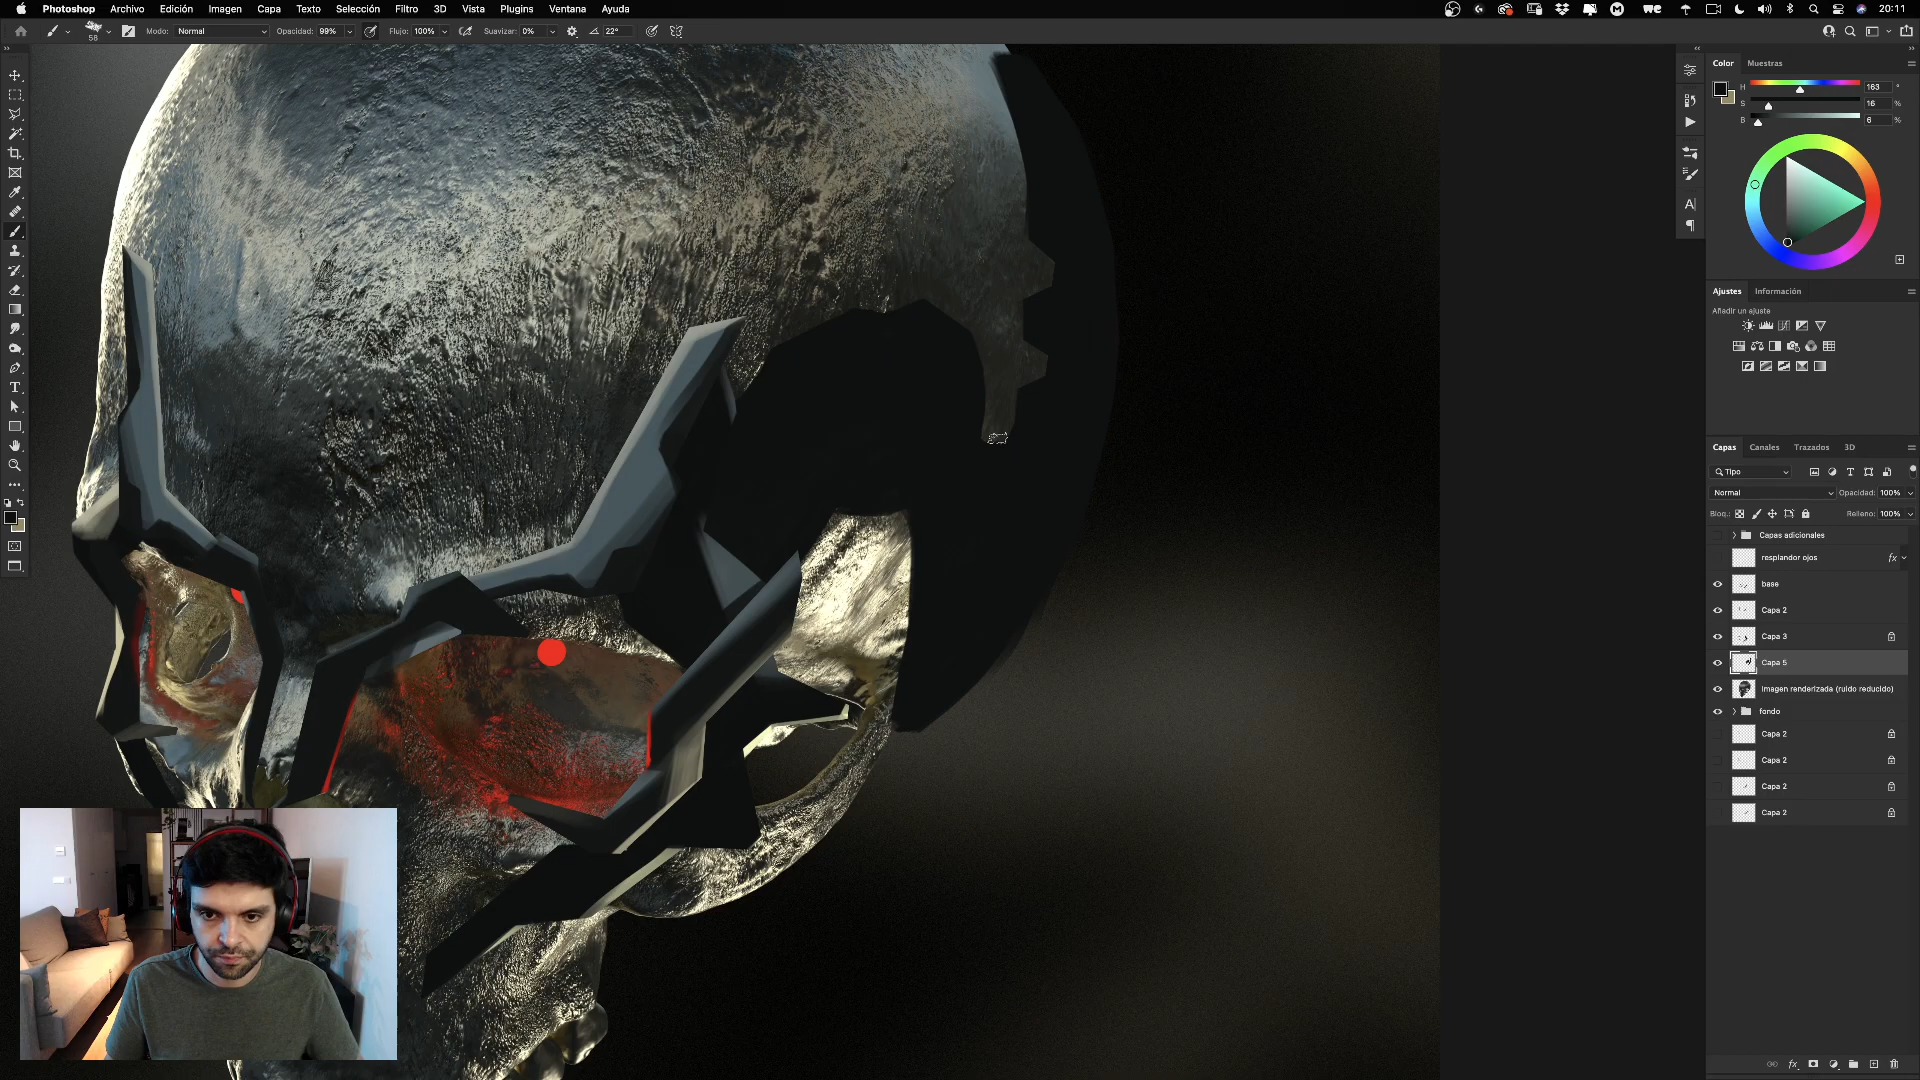 Photoshop Archivo Edición Imagen Capa Texto Selección Filtro 3D Vista Plugins Ventana Ayuda 20:11
58 Modo: Normal Opacidad: 99% Flujo: 100% Suavizar: 0% 22°
Color Muestras
H 163 °
S 16 %
B 6 %
Ajustes Información
Añadir un ajuste
Capas Canales Trazados 3D
Tipo
Normal Opacidad: 100%
Bloq.: Relleno: 100%
Capas adicionales
resplandor ojos fx
base
Capa 2
Capa 3
Capa 5
Imagen renderizada (ruido reducido)
fondo
Capa 2
Capa 2
Capa 2
Capa 2